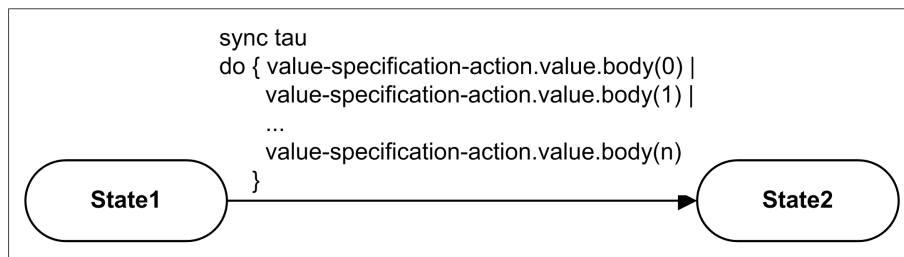 sync tau
do { value-specification-action.value.body(0) |
value-specification-action.value.body(1) |
...
value-specification-action.value.body(n)
}
State1
State2